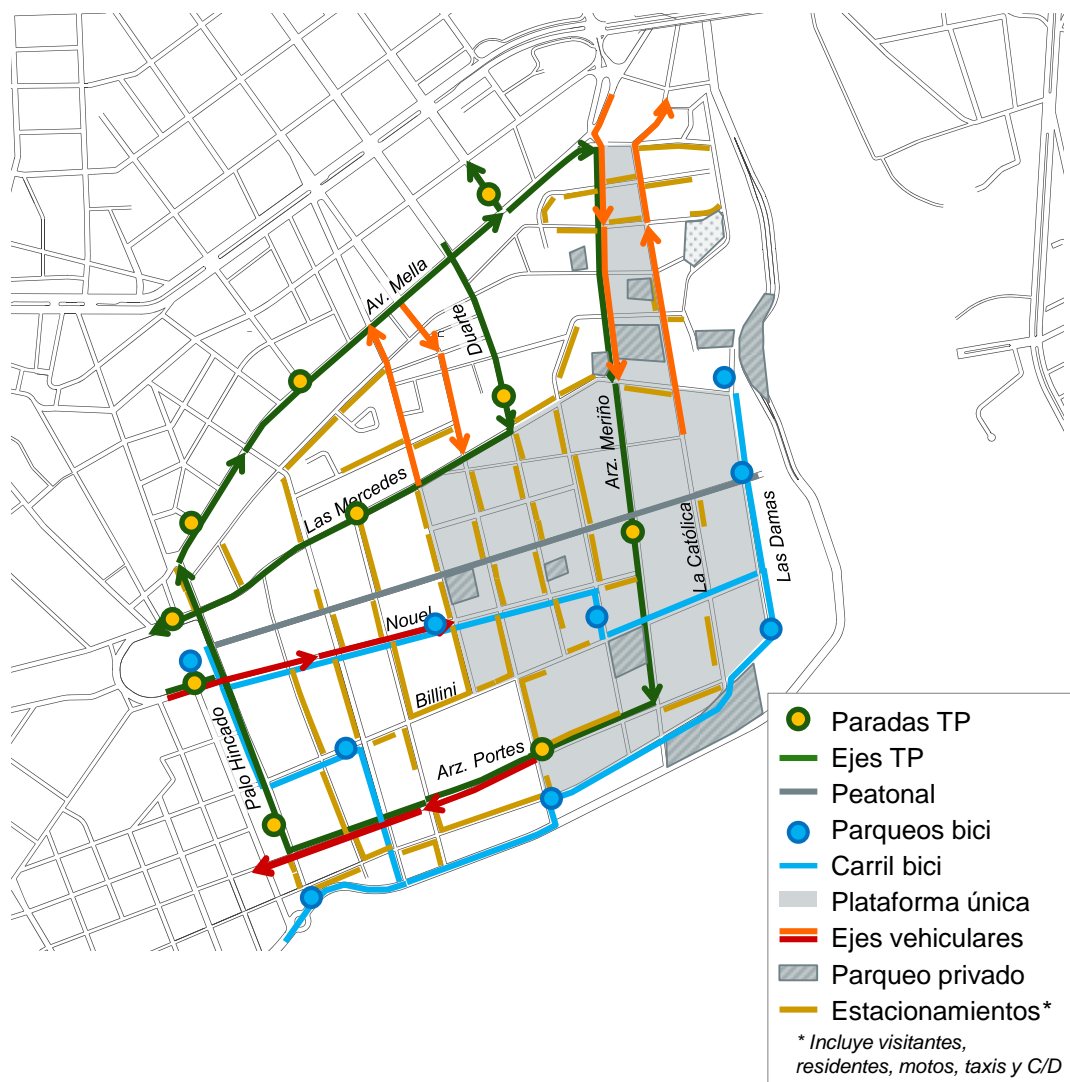 Av. Mella
Duarte
Las Mercedes
Arz. Meriño
La Católica
Las Damas
Nouel
Billini
Palo Hincado
Arz. Portes
Paradas TP
Ejes TP
Peatonal
Parqueos bici
Carril bici
Plataforma única
Ejes vehiculares
Parqueo privado
Estacionamientos*
* Incluye visitantes,
residentes, motos, taxis y C/D